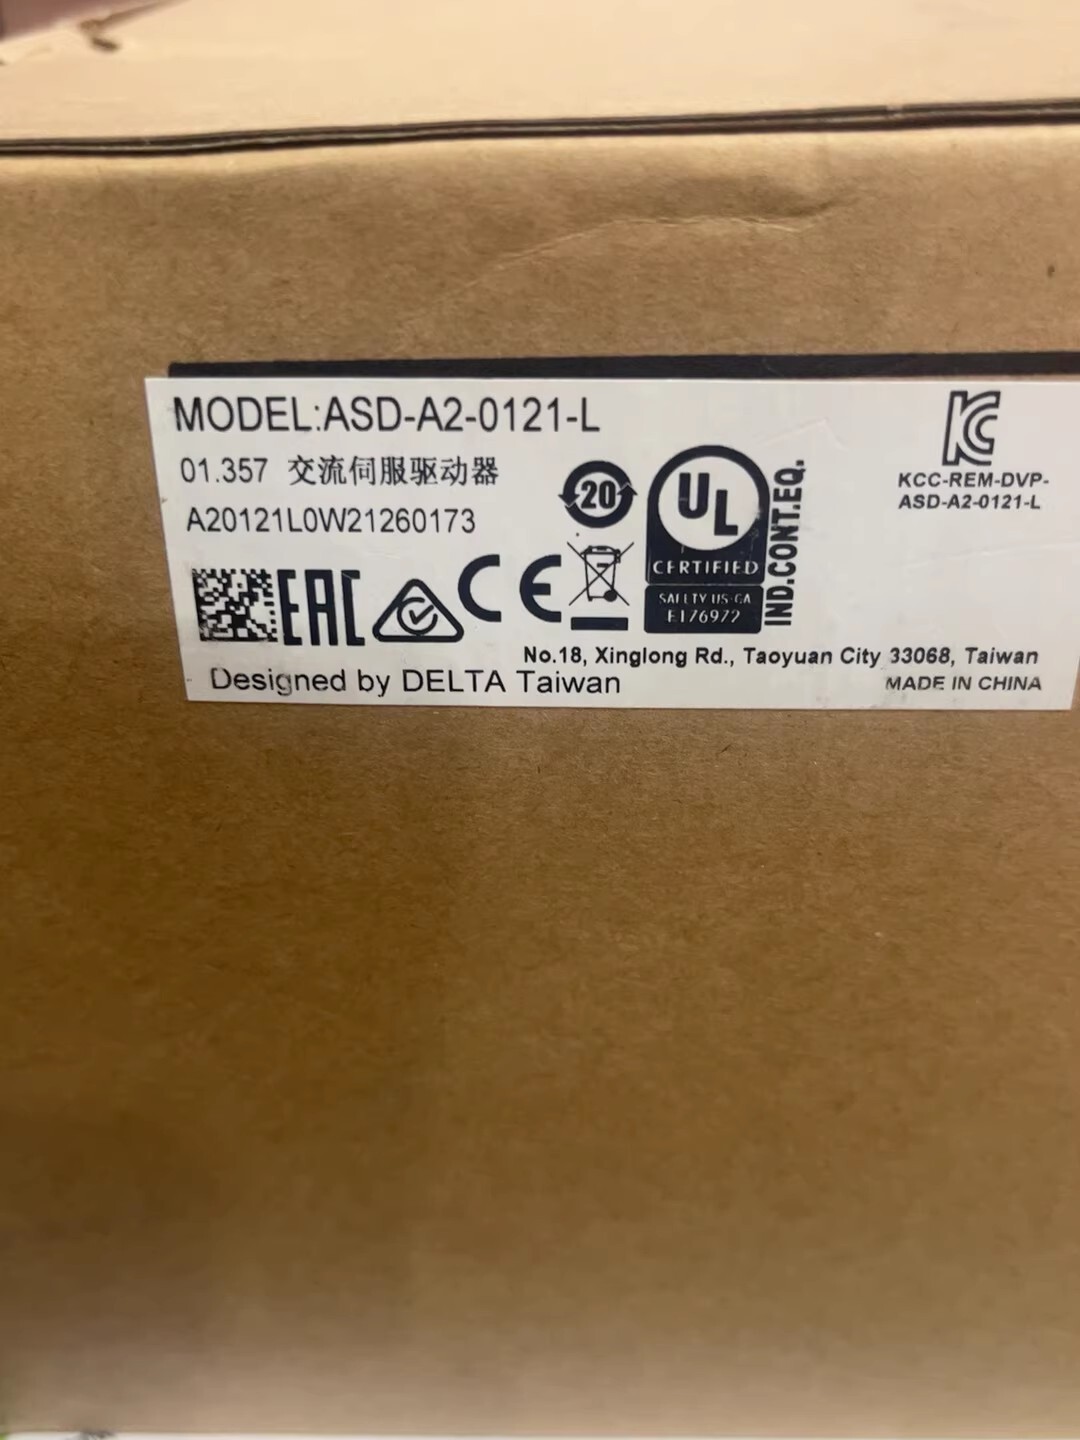 MODEL:ASD-A2-0121-L
01.357 交流伺服驱动器
A20121L0W21260173
20
UL
CERTIFIED
SAFETY US-CA
E176972
IND.CONT.EQ.
KC
KCC-REM-DVP-
ASD-A2-0121-L
EAC
CE
No.18, Xinglong Rd., Taoyuan City 33068, Taiwan
Designed by DELTA Taiwan
MADE IN CHINA